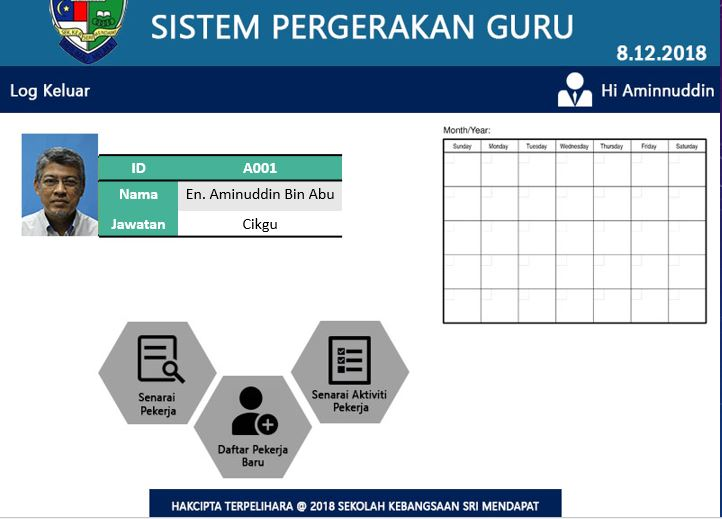 SISTEM PERGERAKAN GURU
8.12.2018
Log Keluar
Hi Aminnuddin
ID A001
Nama En. Aminuddin Bin Abu
Jawatan Cikgu
Month/Year:
Sunday Monday Tuesday Wednesday Thursday Friday Saturday
Senarai
Pekerja
Daftar Pekerja
Baru
Senarai Aktiviti
Pekerja
HAKCIPTA TERPELIHARA @ 2018 SEKOLAH KEBANGSAAN SRI MENDAPAT